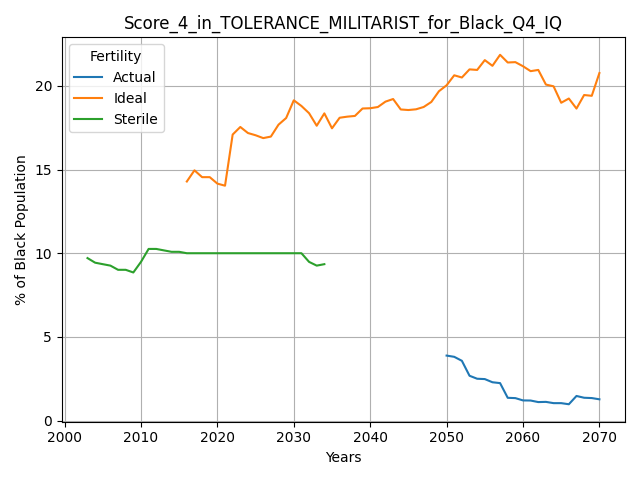 Score_4_in_TOLERANCE_MILITARIST_for_Black_Q4_IQ
Fertility
Actual
Ideal
Sterile
% of Black Population
20
15
10
5
0
2000 2010 2020 2030 2040 2050 2060 2070
Years